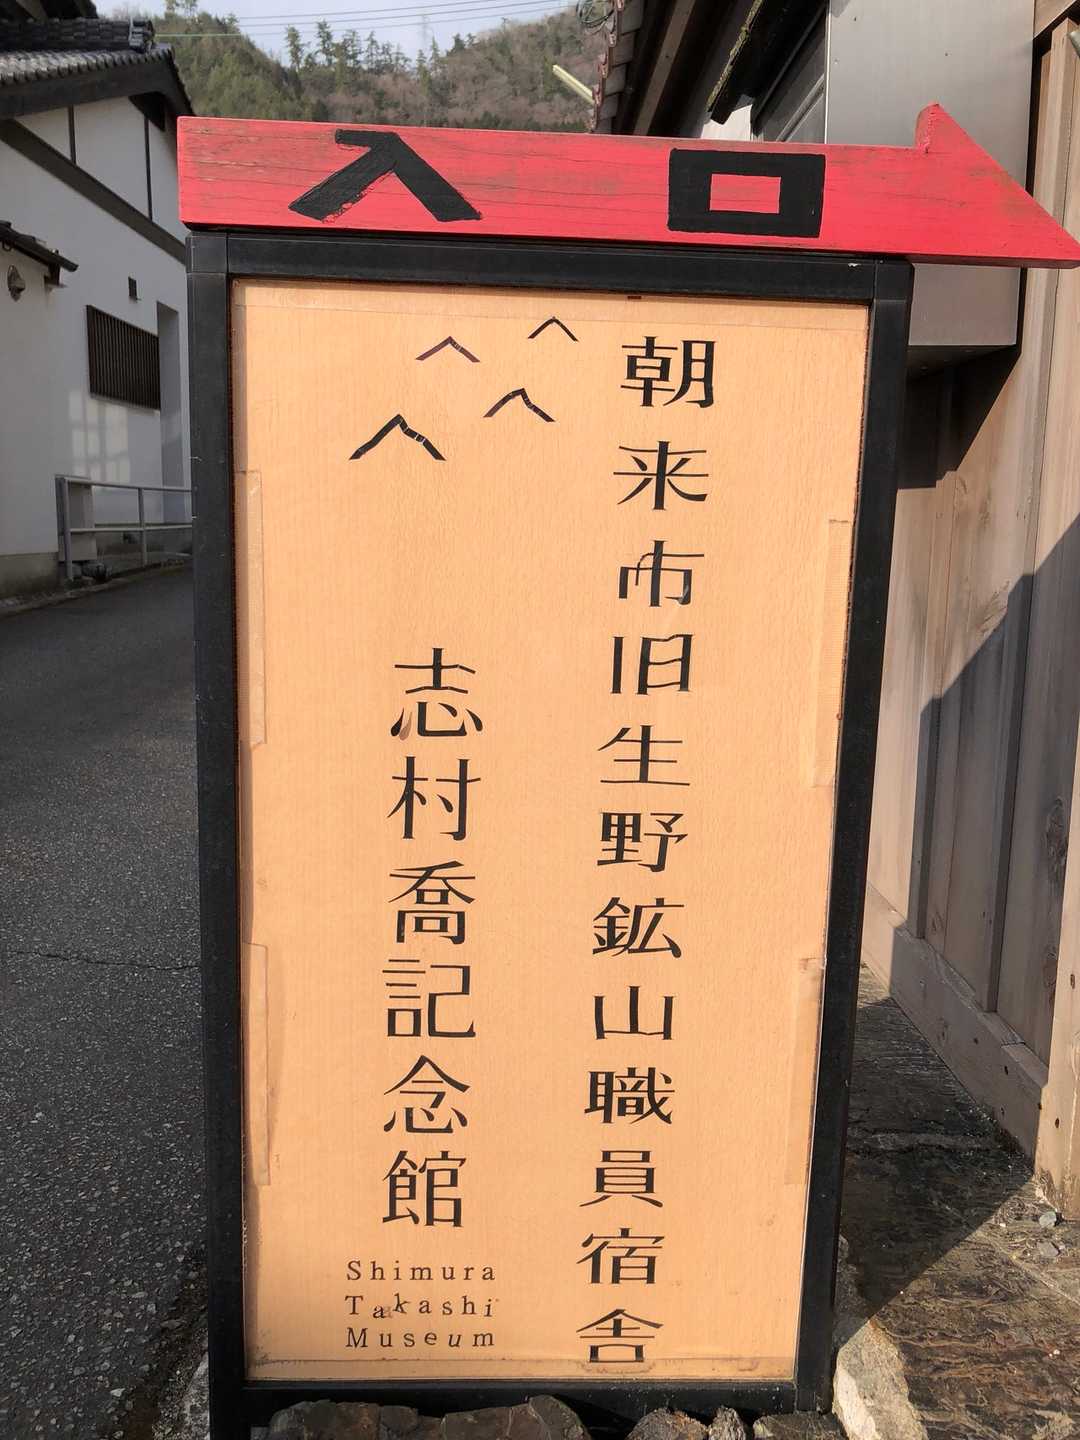 入口
朝来市旧生野鉱山職員宿舎
志村喬記念館
Shimura
Takashi
Museum